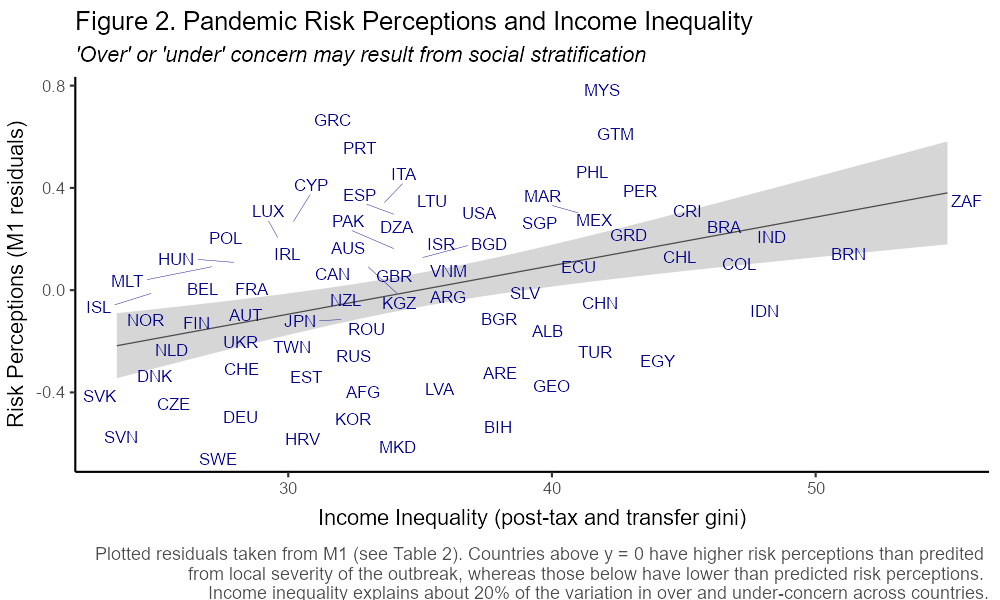 Figure 2. Pandemic Risk Perceptions and Income Inequality
'Over' or 'under' concern may result from social stratification
Risk Perceptions (M1 residuals)
0.8
0.4
0.0
-0.4
MYS
GRC
GTM
PRT
PHL
ITA
CYP
PER
ESP
MAR
LTU
ZAF
LUX
USA
CRI
PAK
MEX
SGP
DZA
BRA
POL
GRD
IND
AUS
ISR
BGD
IRL
BRN
HUN
CHL
COL
ECU
VNM
CAN
GBR
MLT
BEL
FRA
SLV
ARG
NZL
KGZ
CHN
ISL
IDN
AUT
NOR
FIN
JPN
BGR
ROU
ALB
UKR
TWN
NLD
TUR
RUS
EGY
CHE
ARE
DNK
EST
GEO
LVA
AFG
SVK
CZE
DEU
KOR
BIH
SVN
HRV
MKD
SWE
30
40
50
Income Inequality (post-tax and transfer gini)
Plotted residuals taken from M1 (see Table 2). Countries above y = 0 have higher risk perceptions than predited
from local severity of the outbreak, whereas those below have lower than predicted risk perceptions.
Income inequality explains about 20% of the variation in over and under-concern across countries.